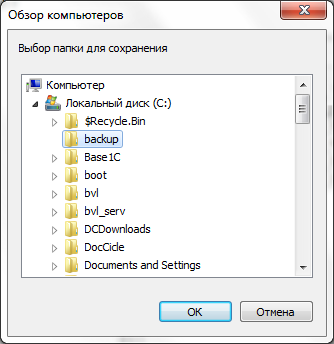 Обзор компьютеров
Выбор папки для сохранения
Компьютер
Локальный диск (C:)
$Recycle.Bin
backup
Base1C
boot
bvl
bvl_serv
DCDownloads
DocCicle
Documents and Settings
ОК
Отмена